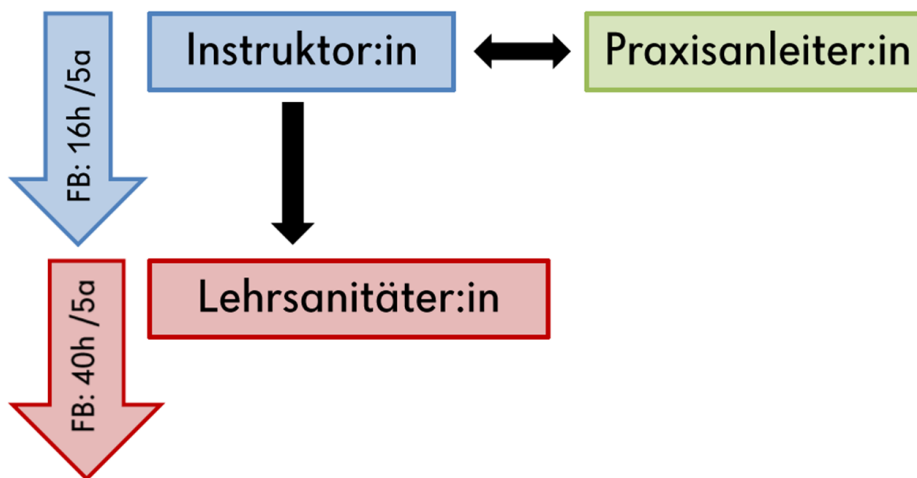 Instruktor:in
Praxisanleiter:in
FB: 16h /5a
Lehrsanitäter:in
FB: 40h /5a